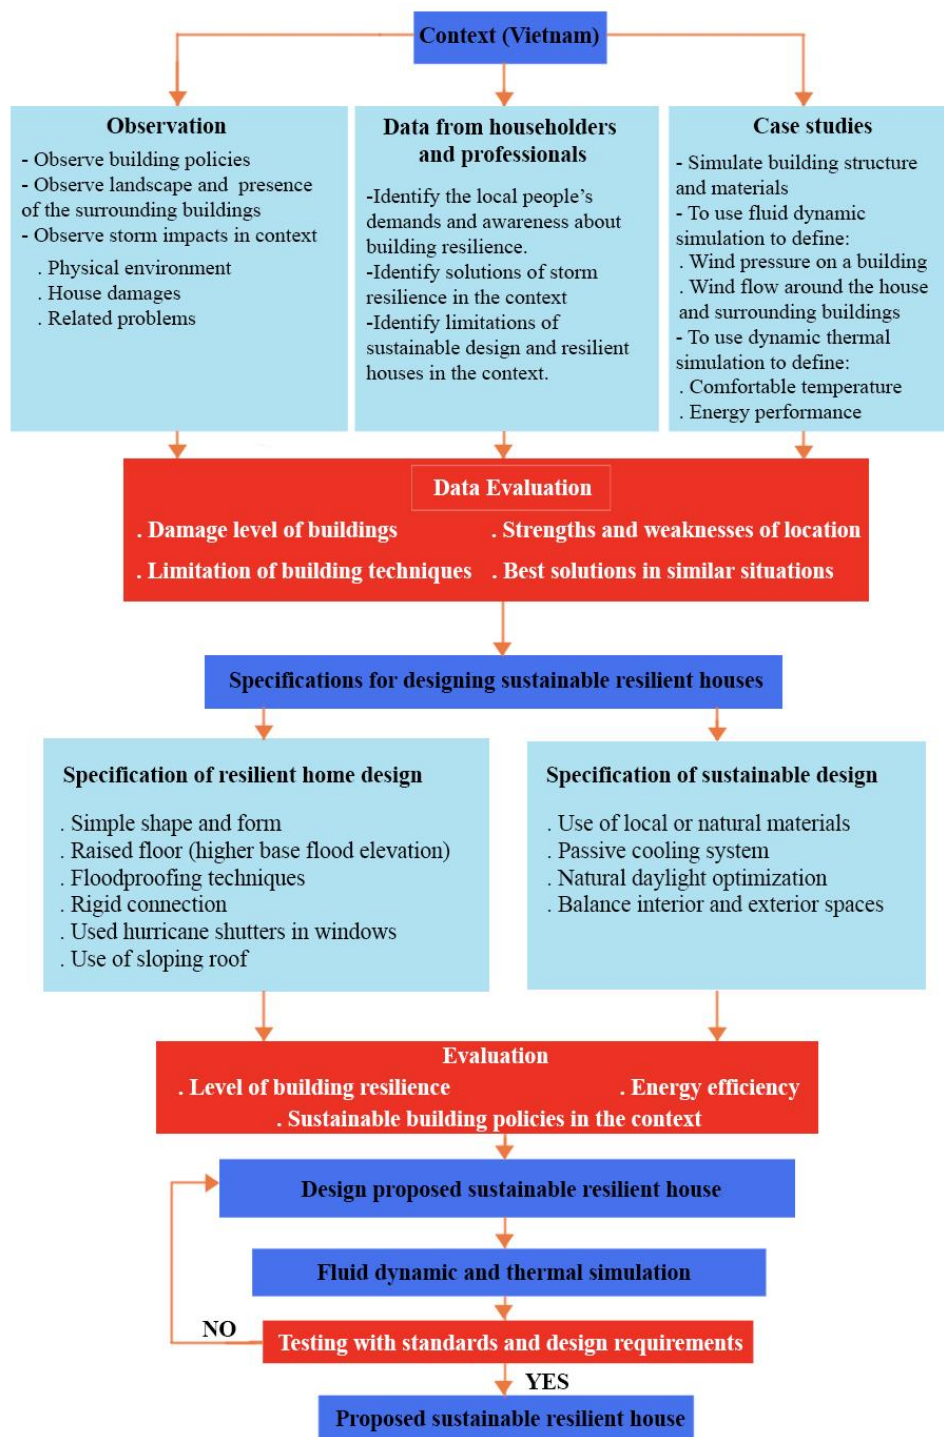 Context (Vietnam)
Observation
- Observe building policies
- Observe landscape and presence
of the surrounding buildings
- Observe storm impacts in context
. Physical environment
. House damages
. Related problems
Data from householders
and professionals
-Identify the local people's
demands and awareness about
building resilience.
-Identify solutions of storm
resilience in the context
-Identify limitations of
sustainable design and resilient
houses in the context.
Case studies
- Simulate building structure
and materials
- To use fluid dynamic
simulation to define:
. Wind pressure on a building
. Wind flow around the house
and surrounding buildings
- To use dynamic thermal
simulation to define:
. Comfortable temperature
. Energy performance
Data Evaluation
. Damage level of buildings
. Strengths and weaknesses of location
. Limitation of building techniques
. Best solutions in similar situations
Specifications for designing sustainable resilient houses
Specification of resilient home design
. Simple shape and form
. Raised floor (higher base flood elevation)
. Floodproofing techniques
. Rigid connection
. Used hurricane shutters in windows
. Use of sloping roof
Specification of sustainable design
. Use of local or natural materials
. Passive cooling system
. Natural daylight optimization
. Balance interior and exterior spaces
Evaluation
. Level of building resilience
. Energy efficiency
. Sustainable building policies in the context
Design proposed sustainable resilient house
Fluid dynamic and thermal simulation
NO
Testing with standards and design requirements
YES
Proposed sustainable resilient house